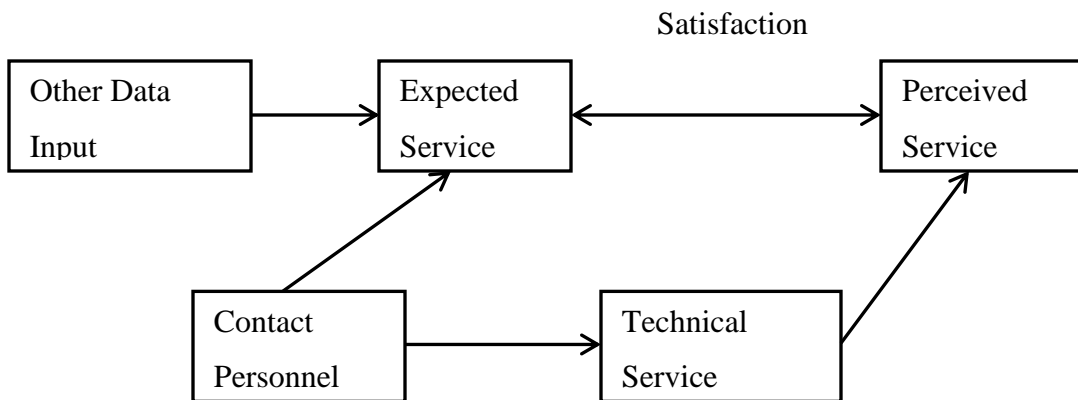 Satisfaction
Other Data
Input
Expected
Service
Perceived
Service
Contact
Personnel
Technical
Service